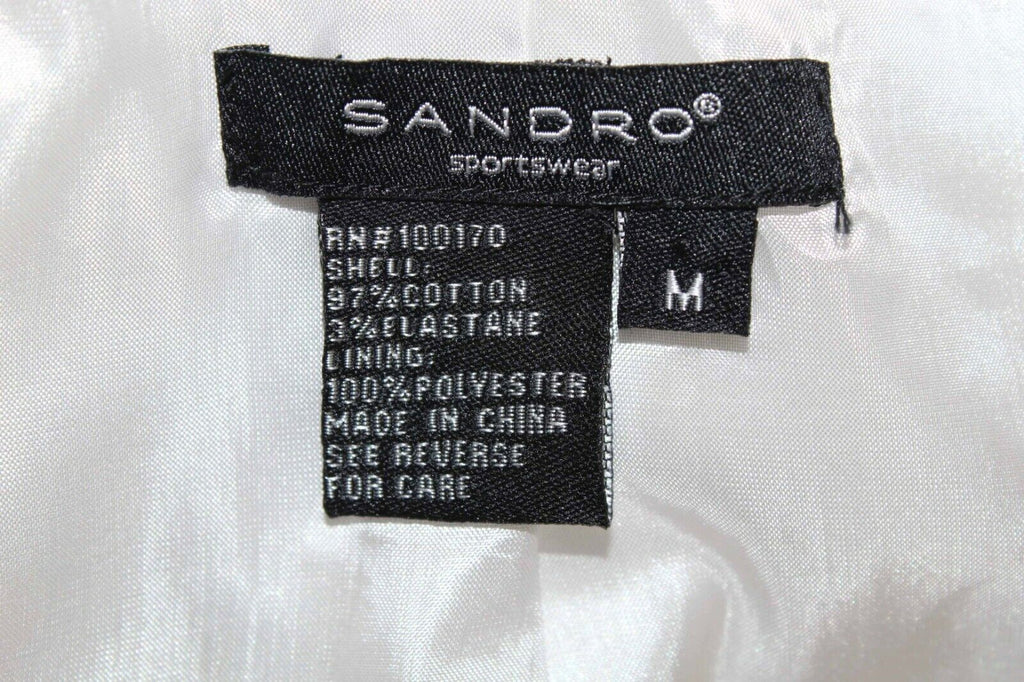 SANDRO®
sportswear
RN#100170
SHELL:
97%COTTON
3%ELASTANE
LINING:
100%POLYESTER
MADE IN CHINA
SEE REVERSE
FOR CARE
M